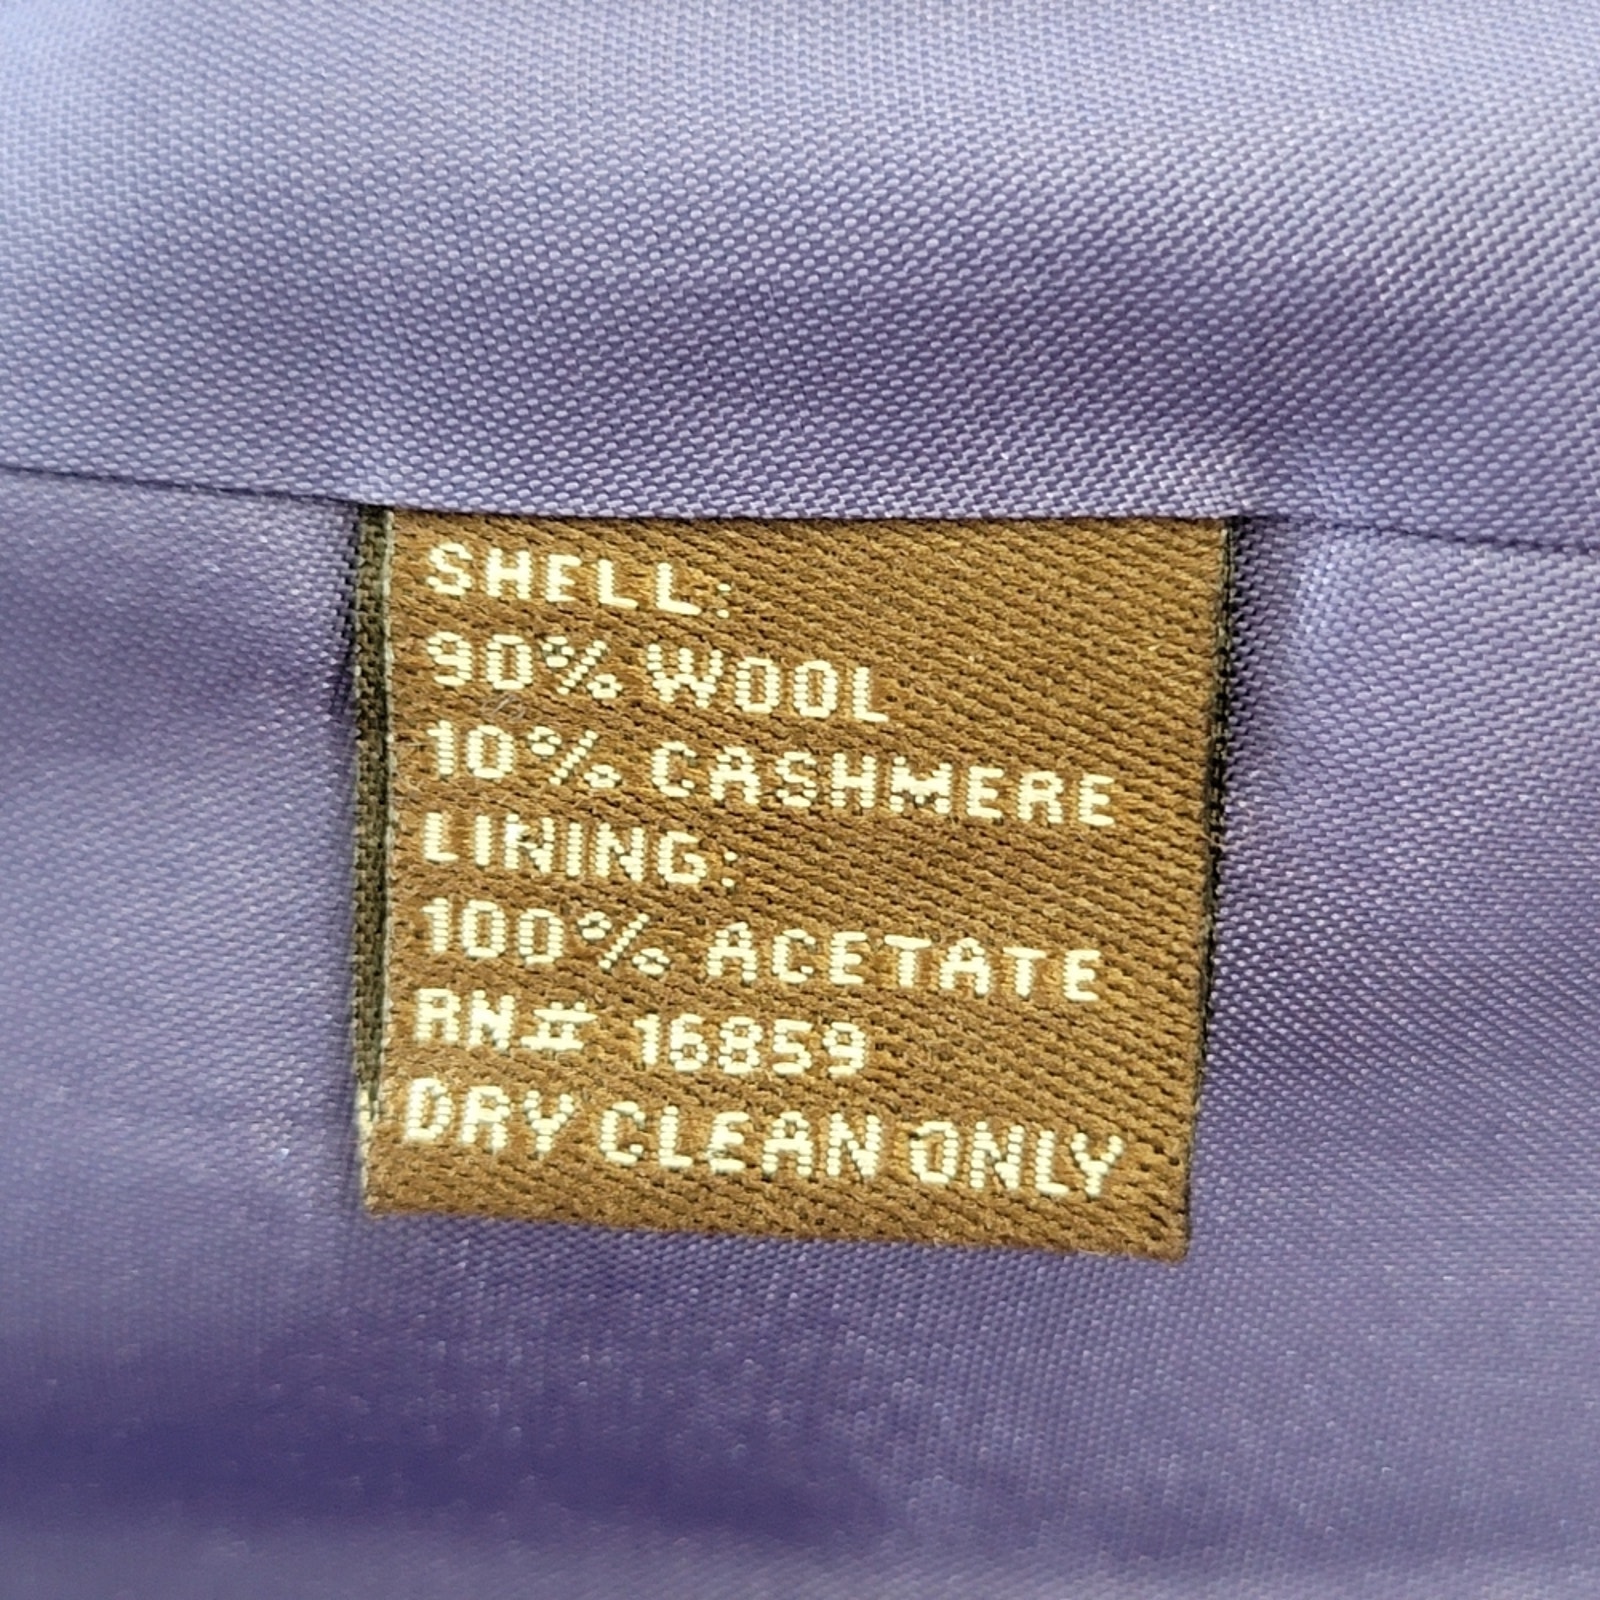 SHELL:
90% WOOL
10% CASHMERE
LINING:
100% ACETATE
RN# 16859
DRY CLEAN ONLY